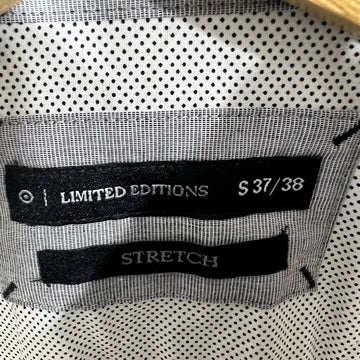 | LIMITED EDITIONS S 37/38
STRETCH